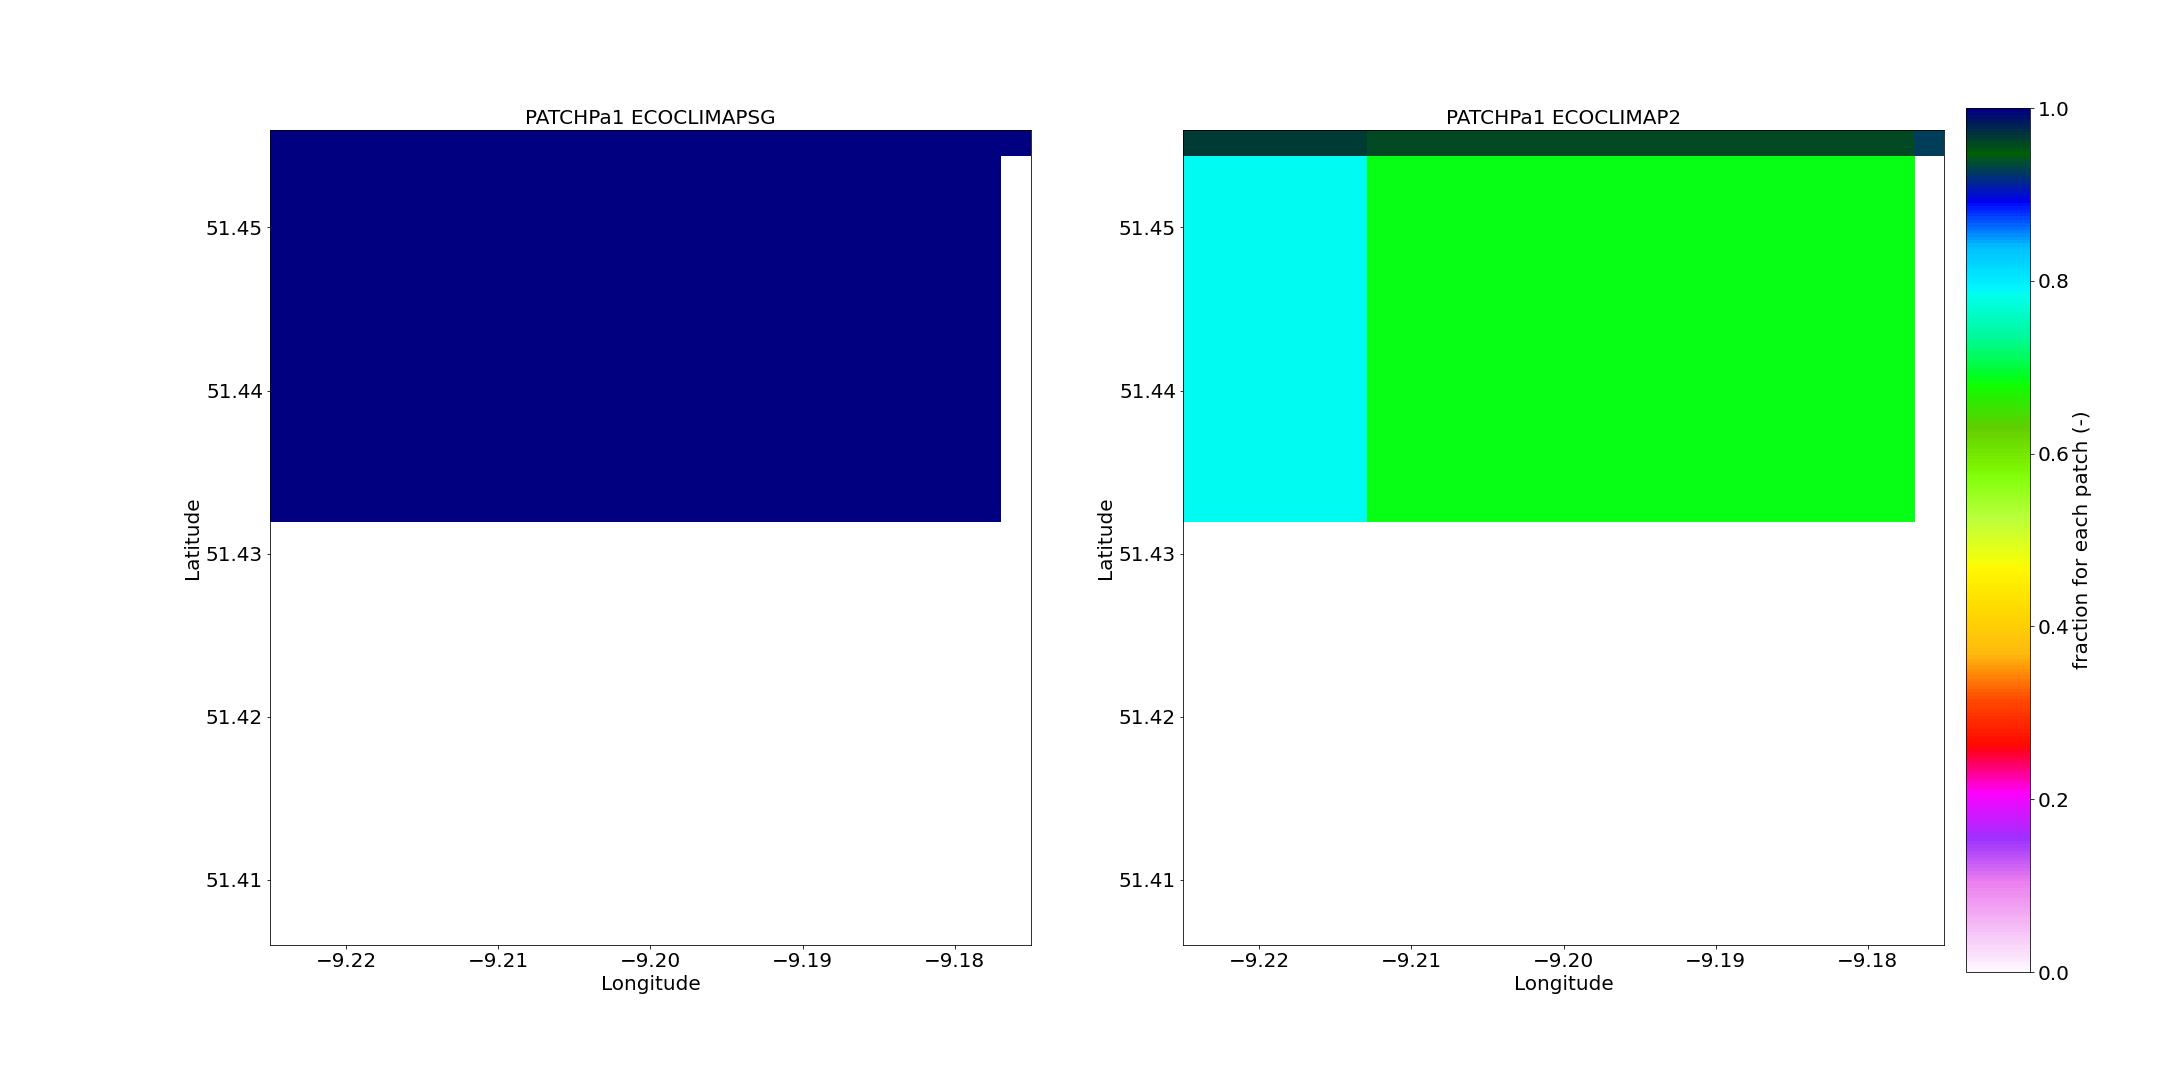 PATCHPa1 ECOCLIMAPSG
51.45
51.44
51.43
51.42
51.41
Latitude
−9.22 −9.21 −9.20 −9.19 −9.18
Longitude
PATCHPa1 ECOCLIMAP2
51.45
51.44
51.43
51.42
51.41
Latitude
−9.22 −9.21 −9.20 −9.19 −9.18
Longitude
1.0
0.8
0.6
0.4
0.2
0.0
fraction for each patch (-)